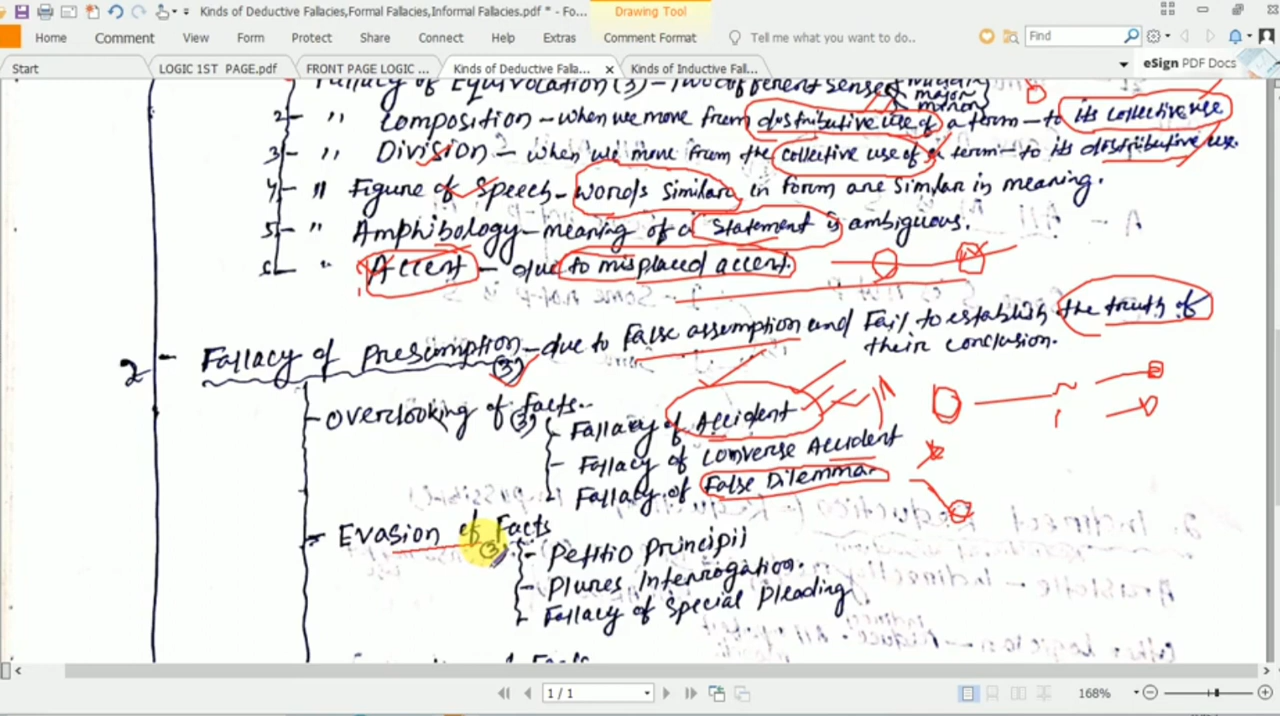 Kinds of Deductive Fallacies,Formal Fallacies,Informal Fallacies.pdf * - Fo...
Drawing Tool
Home Comment View Form Protect Share Connect Help Extras Comment Format Tell me what you want to do.. Find
Start LOGIC 1ST PAGE.pdf FRONT PAGE LOGIC ... Kinds of Deductive Falla... × Kinds of Inductive Fall... eSign PDF Docs
Fallacy of Equivocation (3) - Two different senses
major
minor
2- " Composition - when we move from distributive use of a term - to its collective use
3- " Division - when we move from the collective use of a term - to its distributive use.
4- " Figure of Speech - words similar in form are similar in meaning.
5- " Amphibology - meaning of a statement is ambiguous.
6 " Accent - due to misplaced accent.
2 - Fallacy of Presumption - due to False assumption and Fail to establish the truth of
their conclusion.
(3)
- Overlooking of Facts..
(3)
- Fallacy of Accident
- Fallacy of Converse Accident
- Fallacy of False Dilemma
- Evasion of Facts
(3)
- Petitio Principii
- Plures Interrogation.
- Fallacy of Special Pleading
1 / 1 168%